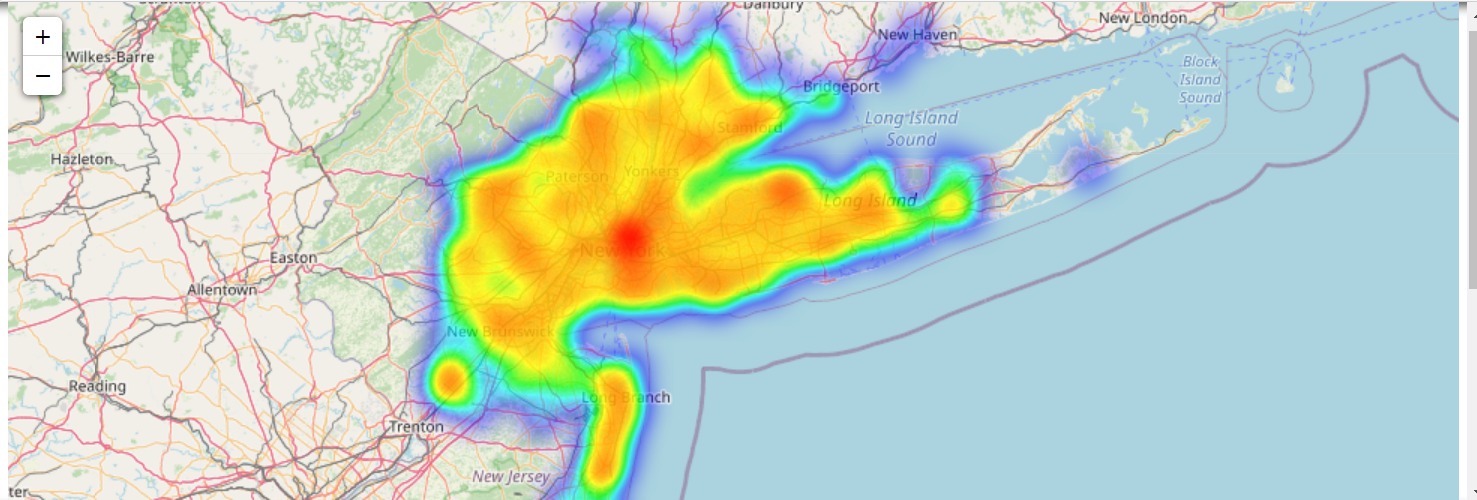 Danbury
+
−
New London
New Haven
Wilkes-Barre
Block
Island
Sound
Bridgeport
Long Island
Sound
Stamford
Hazleton
Paterson
Yonkers
Long Island
New York
Easton
Allentown
New Brunswick
Reading
Long Branch
Trenton
New Jersey